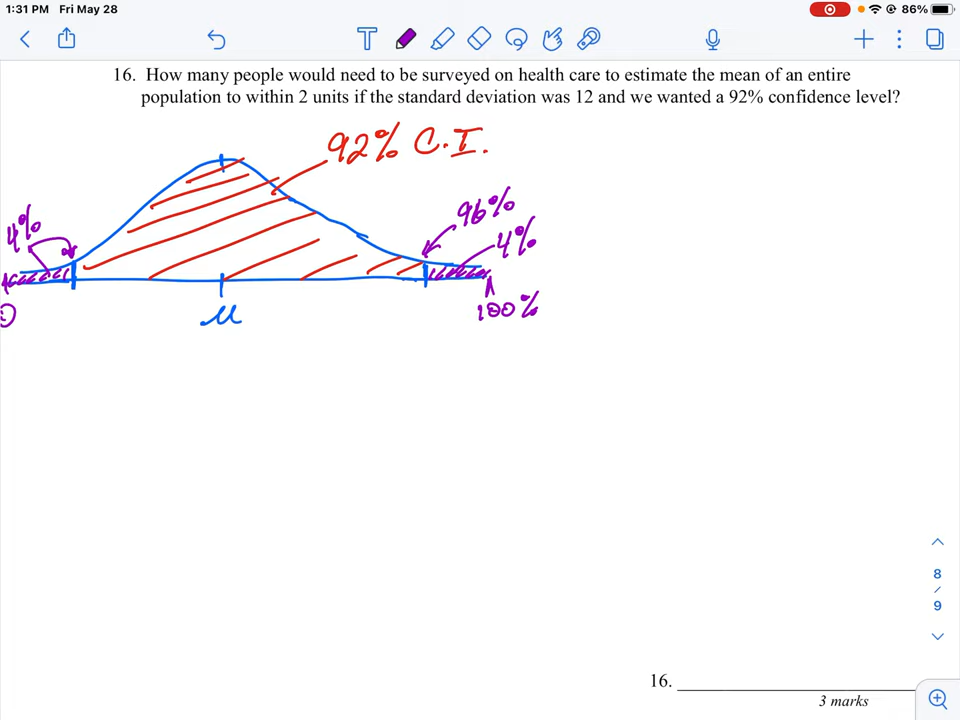 1:31 PM Fri May 28
86%
16. How many people would need to be surveyed on health care to estimate the mean of an entire
population to within 2 units if the standard deviation was 12 and we wanted a 92% confidence level?
92% C.I.
4%
96%
4%
100%
μ
8
/
9
16. ____________________
3 marks